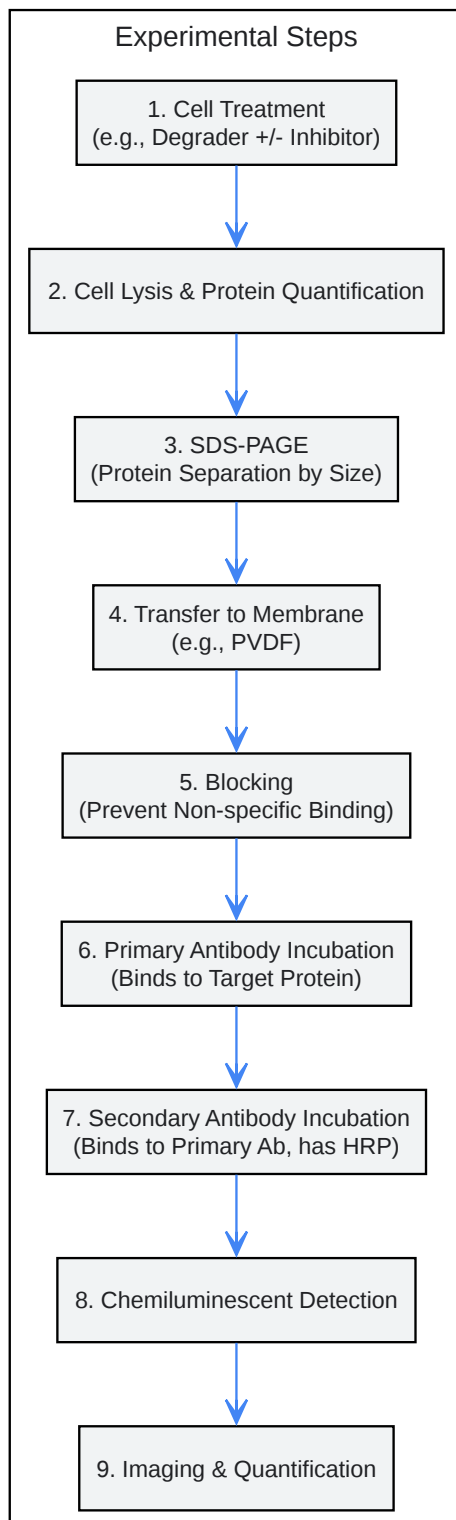 Experimental Steps
1. Cell Treatment
(e.g., Degrader +/- Inhibitor)
2. Cell Lysis & Protein Quantification
3. SDS-PAGE
(Protein Separation by Size)
4. Transfer to Membrane
(e.g., PVDF)
5. Blocking
(Prevent Non-specific Binding)
6. Primary Antibody Incubation
(Binds to Target Protein)
7. Secondary Antibody Incubation
(Binds to Primary Ab, has HRP)
8. Chemiluminescent Detection
9. Imaging & Quantification